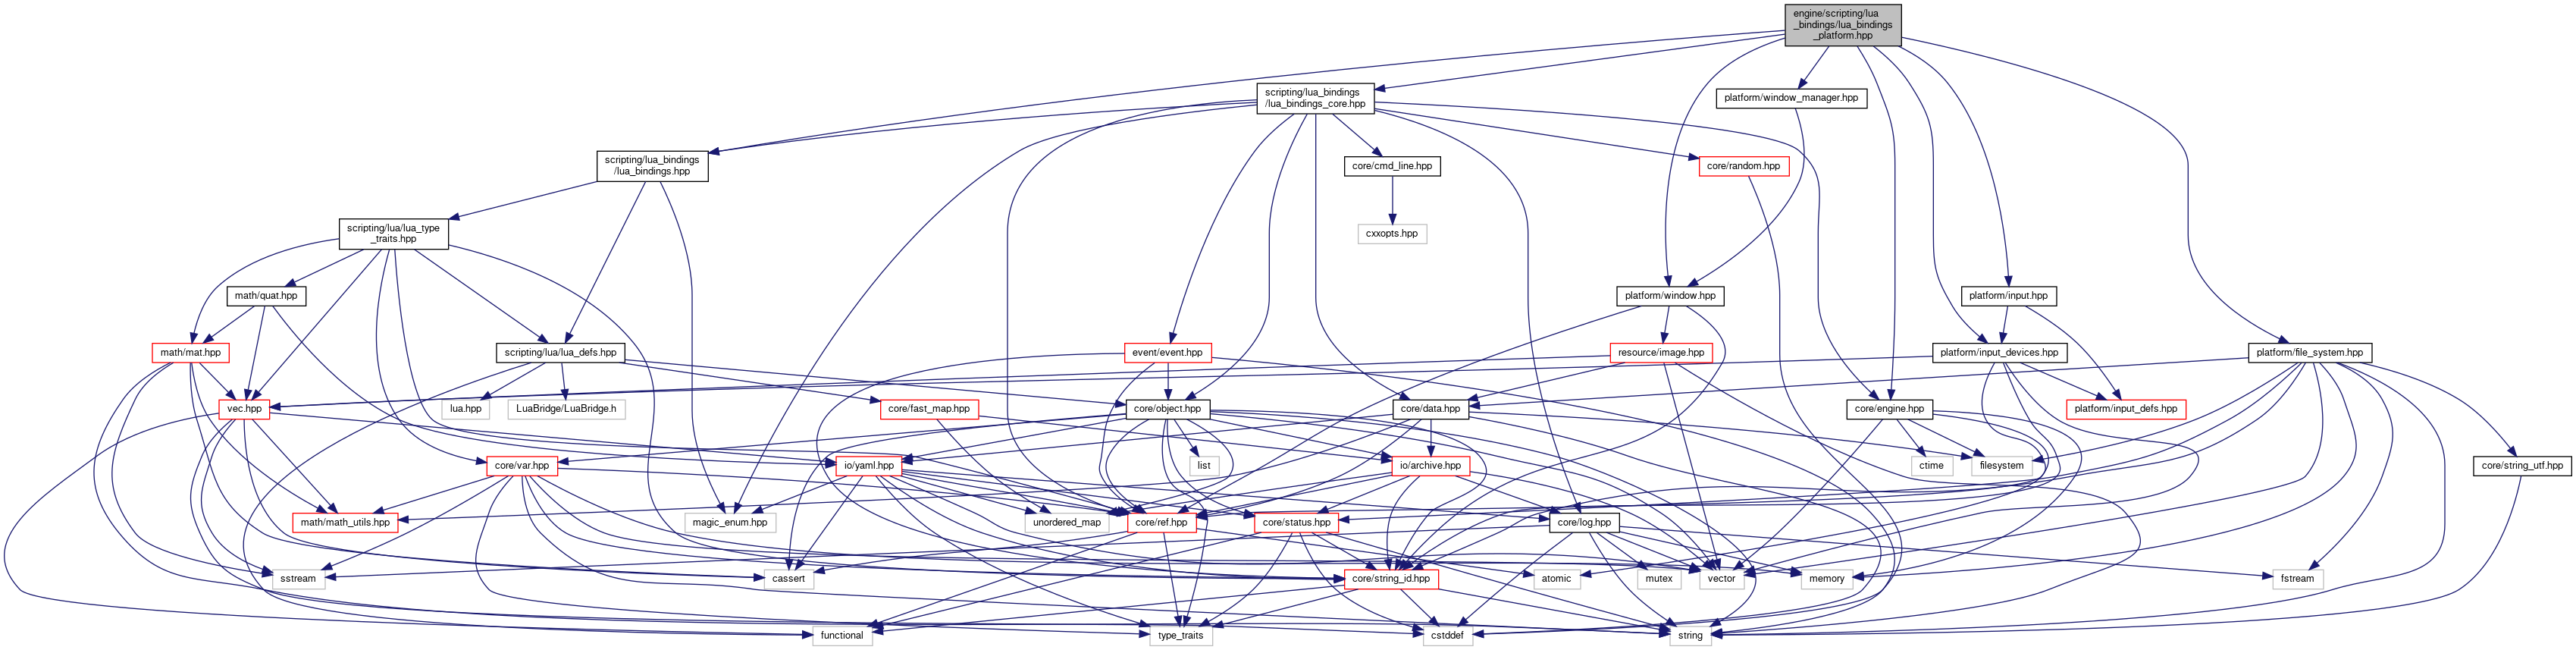 engine/scripting/lua
_bindings/lua_bindings
_platform.hpp
scripting/lua_bindings
/lua_bindings_core.hpp
platform/window_manager.hpp
scripting/lua_bindings
/lua_bindings.hpp
core/cmd_line.hpp
core/random.hpp
scripting/lua/lua_type
_traits.hpp
cxxopts.hpp
math/quat.hpp
platform/window.hpp
platform/input.hpp
math/mat.hpp
scripting/lua/lua_defs.hpp
event/event.hpp
resource/image.hpp
platform/input_devices.hpp
platform/file_system.hpp
vec.hpp
lua.hpp
LuaBridge/LuaBridge.h
core/fast_map.hpp
core/object.hpp
core/data.hpp
core/engine.hpp
platform/input_defs.hpp
core/var.hpp
io/yaml.hpp
list
io/archive.hpp
ctime
filesystem
core/string_utf.hpp
math/math_utils.hpp
magic_enum.hpp
unordered_map
core/ref.hpp
core/status.hpp
core/log.hpp
sstream
cassert
core/string_id.hpp
atomic
mutex
vector
memory
fstream
functional
type_traits
cstddef
string